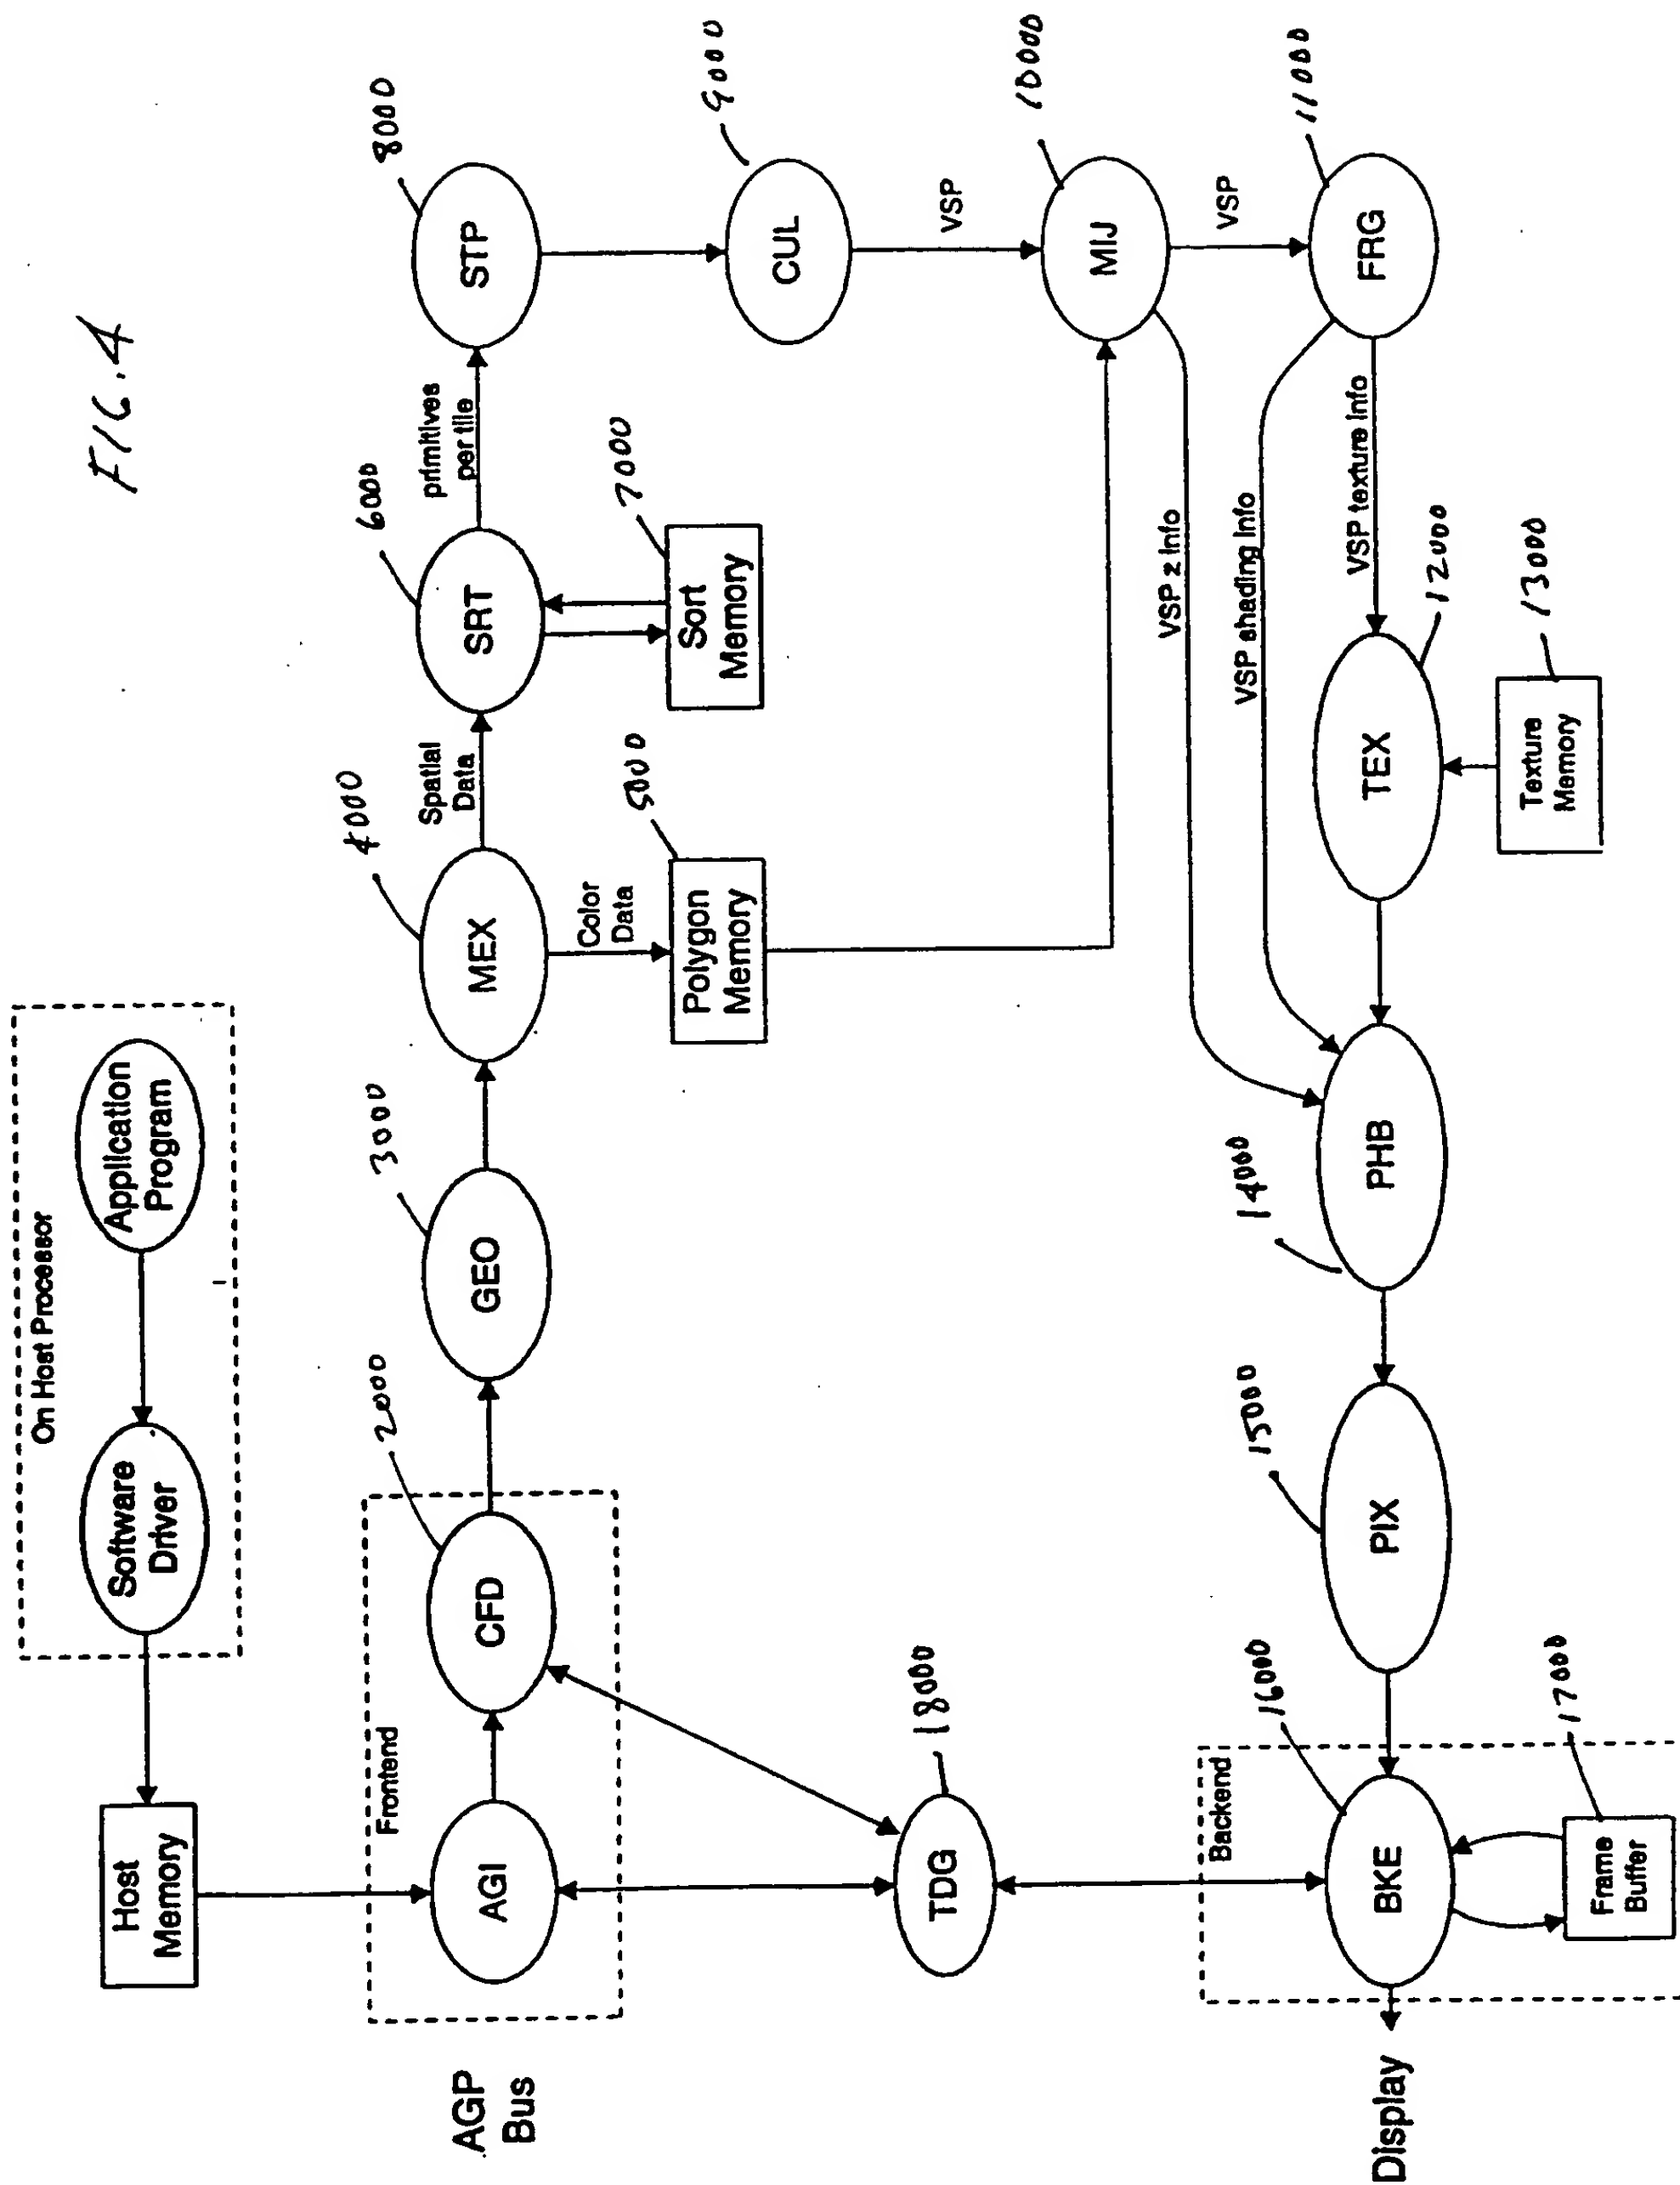 FIG. 4
On Host Processor
Application
Program
Software
Driver
Host
Memory
AGP
Bus
Frontend
AGI
CFD
2000
GEO
3000
MEX
4000
Spatial
Data
SRT
6000
primitives
per tile
STP
8000
Color
Data
Polygon
Memory
5000
Sort
Memory
7000
CUL
9000
VSP
MIJ
10000
VSP
FRG
11000
VSP z Info
VSP shading Info
VSP texture Info
TEX
12000
Texture
Memory
13000
PHB
14000
PIX
15000
TDG
18000
Backend
BKE
16000
Frame
Buffer
17000
Display